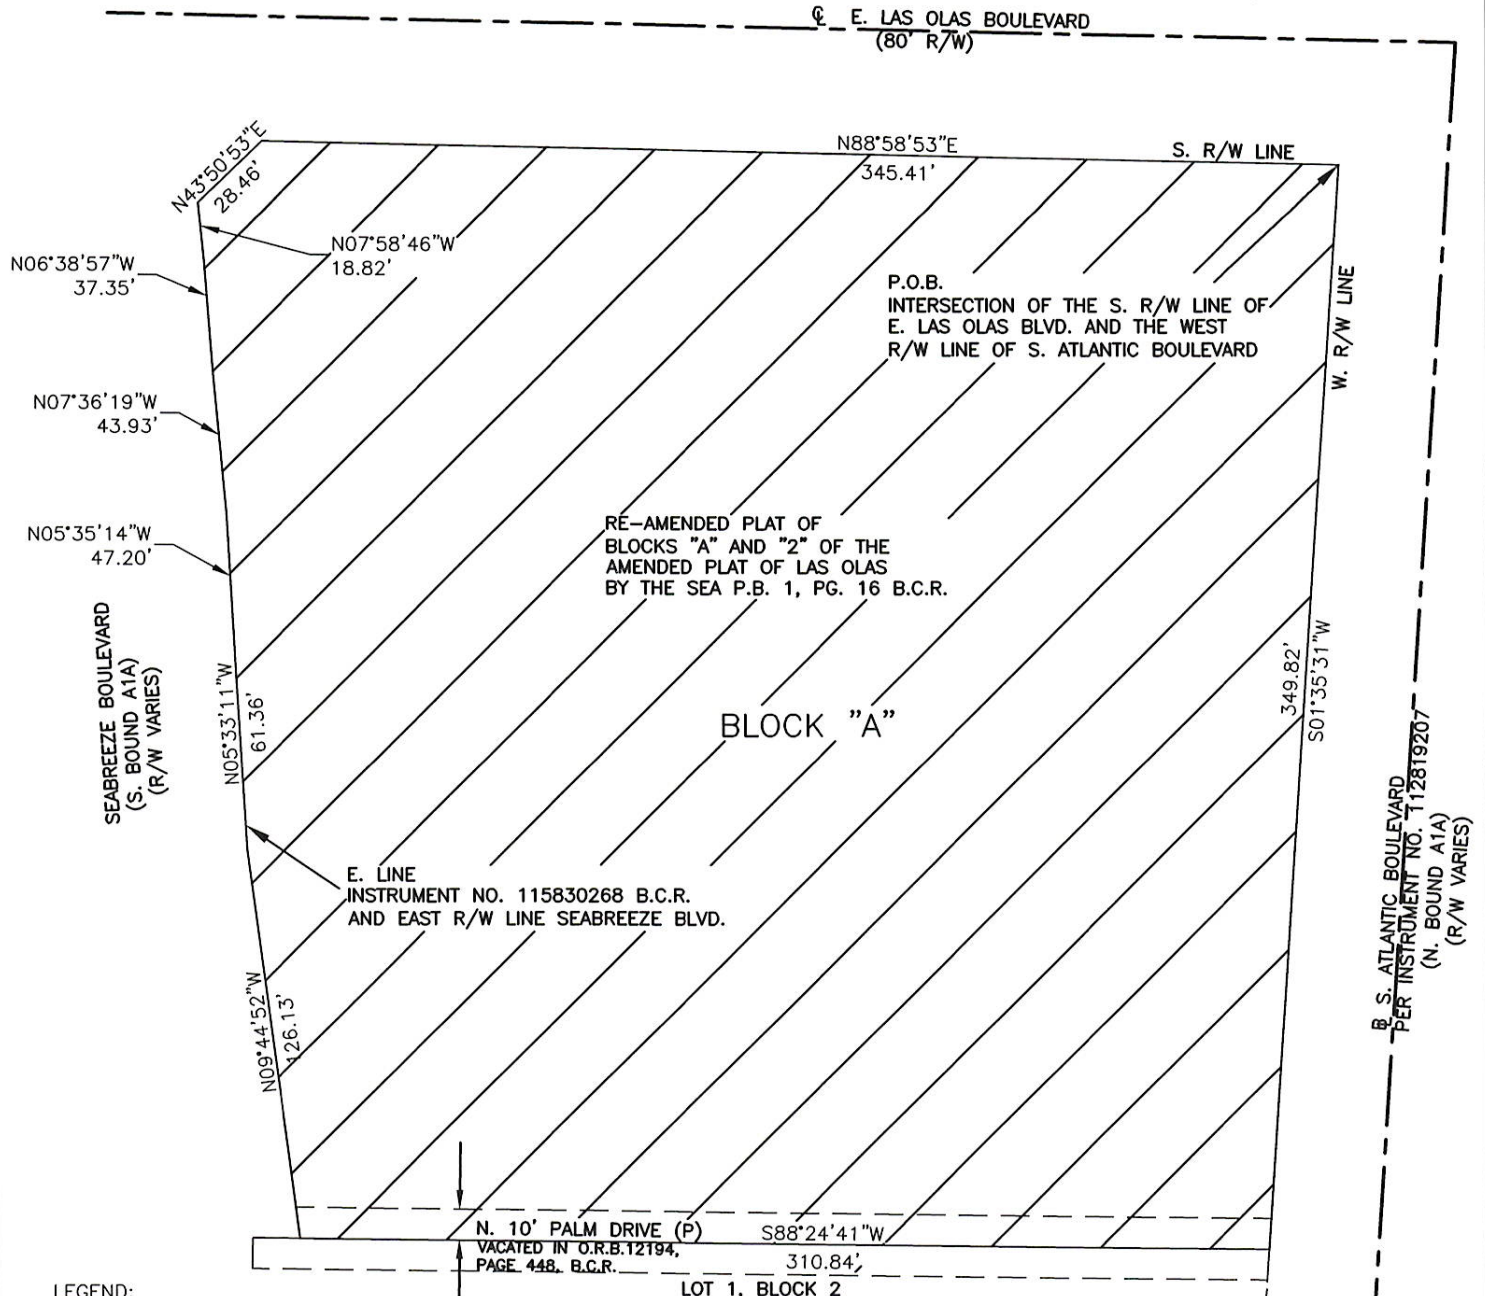 ℄ E. LAS OLAS BOULEVARD
(80' R/W)
N43°50'53"E
28.46'
N88°58'53"E
345.41'
S. R/W LINE
N07°58'46"W
18.82'
N06°38'57"W
37.35'
P.O.B.
INTERSECTION OF THE S. R/W LINE OF
E. LAS OLAS BLVD. AND THE WEST
R/W LINE OF S. ATLANTIC BOULEVARD
W. R/W LINE
N07°36'19"W
43.93'
N05°35'14"W
47.20'
RE-AMENDED PLAT OF
BLOCKS "A" AND "2" OF THE
AMENDED PLAT OF LAS OLAS
BY THE SEA P.B. 1, PG. 16 B.C.R.
SEABREEZE BOULEVARD
(S. BOUND A1A)
(R/W VARIES)
N05°33'11"W
61.36'
BLOCK "A"
349.82'
S01°35'31"W
E. LINE
INSTRUMENT NO. 115830268 B.C.R.
AND EAST R/W LINE SEABREEZE BLVD.
BL S. ATLANTIC BOULEVARD
PER INSTRUMENT NO. 112819207
(N. BOUND A1A)
(R/W VARIES)
N09°44'52"W
126.13'
N. 10' PALM DRIVE (P)
VACATED IN O.R.B.12194,
PAGE 448, B.C.R.
S88°24'41"W
310.84'
LOT 1, BLOCK 2
LEGEND: